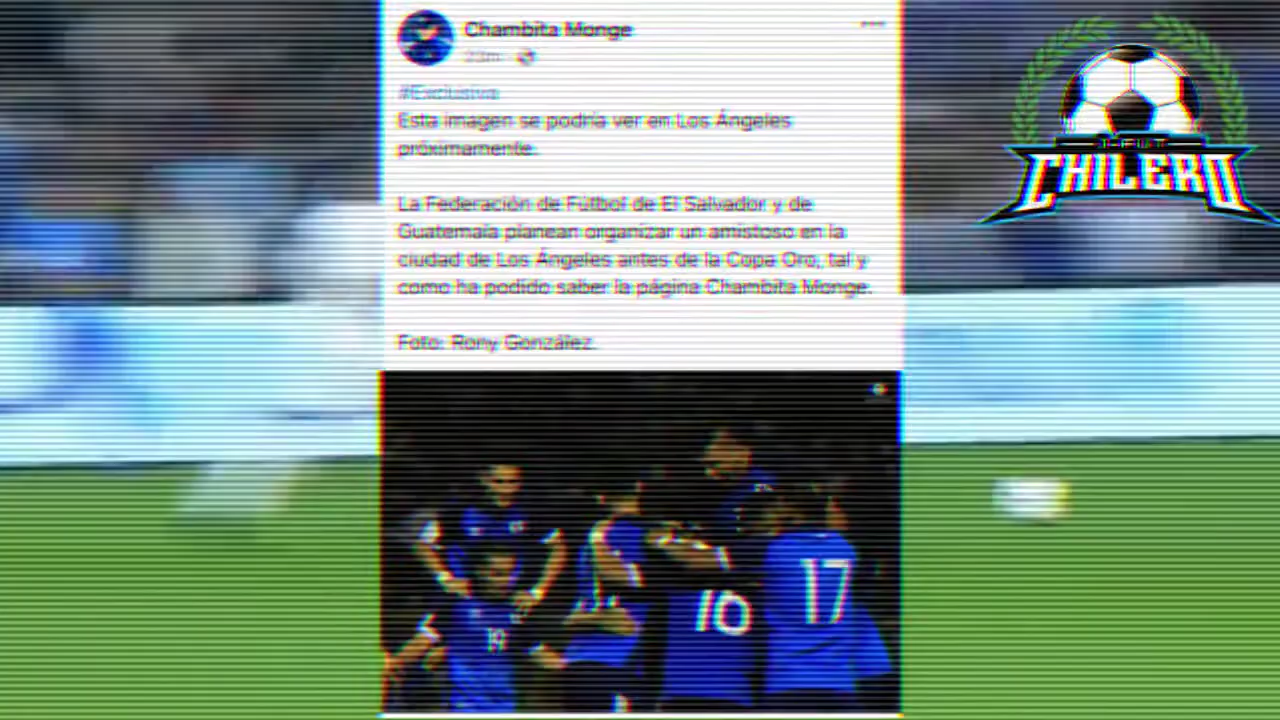 Chambita Monge
23m
#Exclusiva
Esta imagen se podría ver en Los Ángeles
próximamente.
La Federación de Fútbol de El Salvador y de
Guatemala planean organizar un amistoso en la
ciudad de Los Ángeles antes de la Copa Oro, tal y
como ha podido saber la página Chambita Monge.
Foto: Rony González.
CHILERO
19
16
17